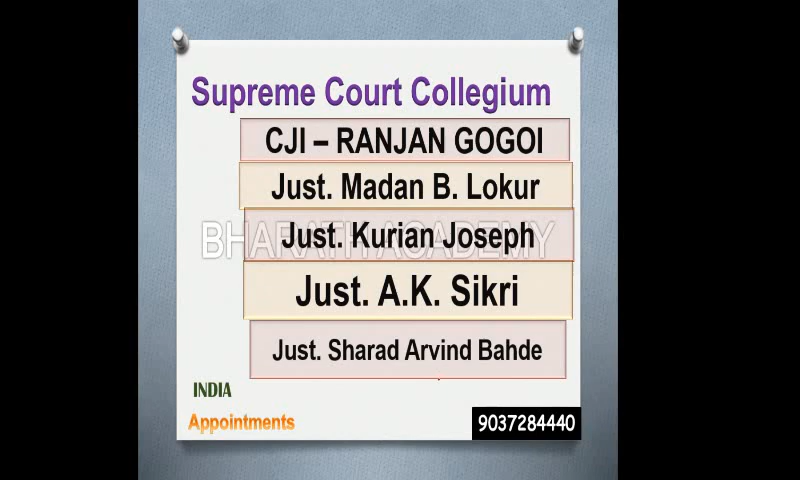 Supreme Court Collegium
CJI – RANJAN GOGOI
Just. Madan B. Lokur
Just. Kurian Joseph
BHARATH ACADEMY
Just. A.K. Sikri
Just. Sharad Arvind Bahde
INDIA
Appointments
9037284440